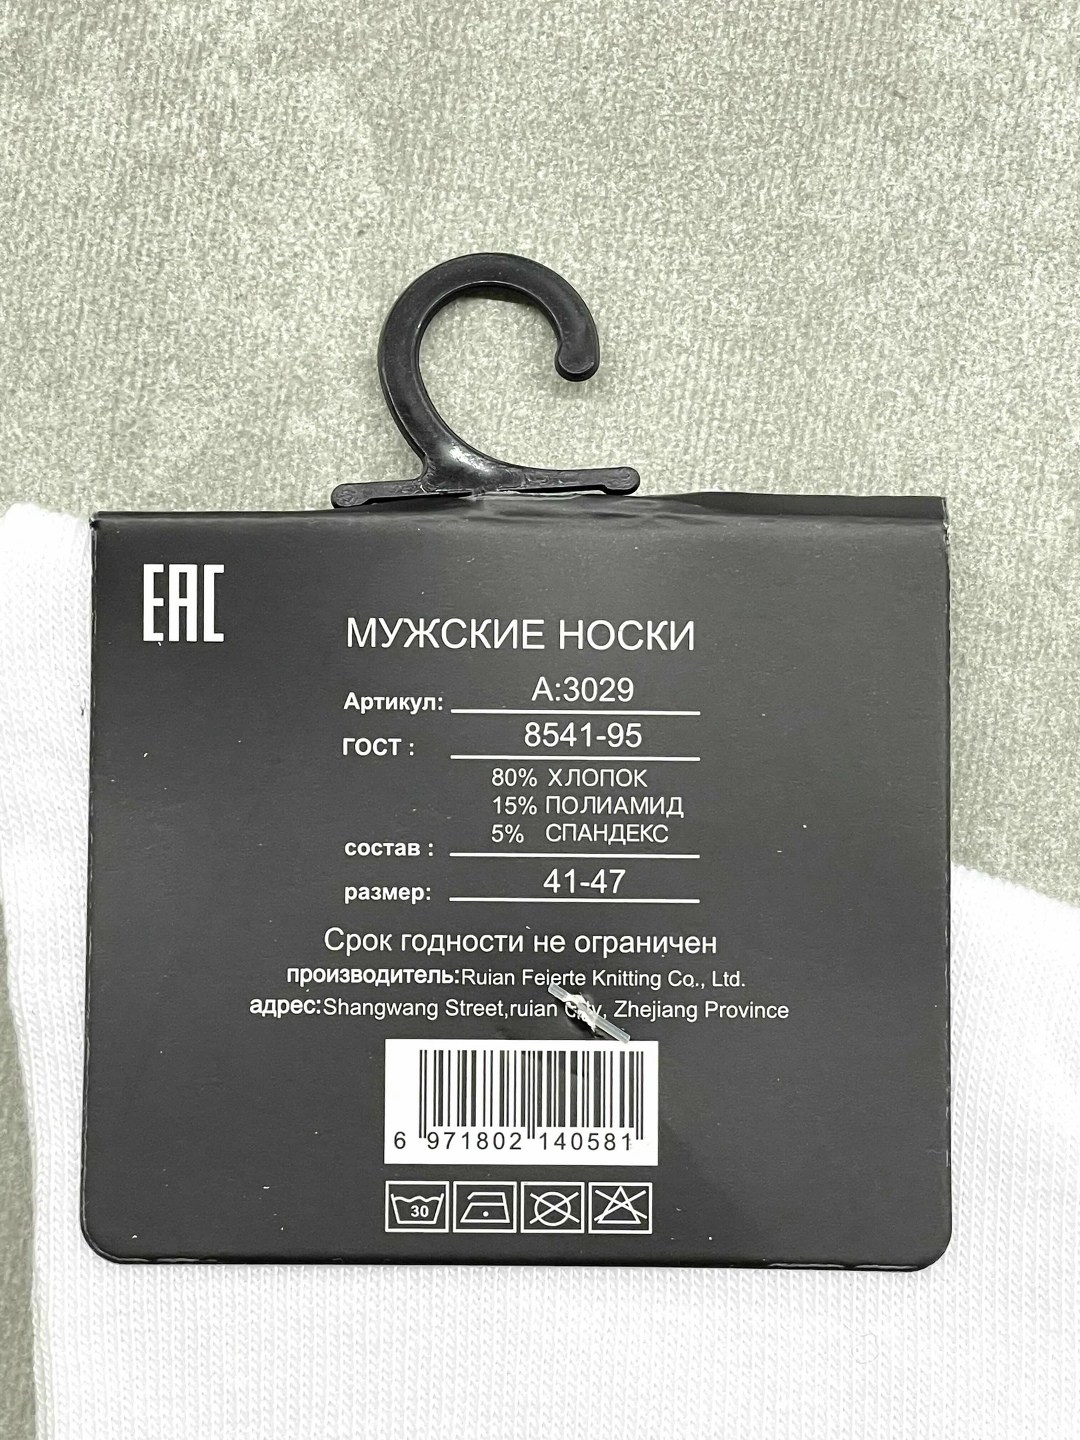 EAC
МУЖСКИЕ НОСКИ
Артикул: A:3029
ГОСТ : 8541-95
80% ХЛОПОК
15% ПОЛИАМИД
5% СПАНДЕКС
состав :
размер: 41-47
Срок годности не ограничен
производитель:Ruian Feierte Knitting Co., Ltd.
адрес:Shangwang Street,ruian City, Zhejiang Province
6 971802 140581
30